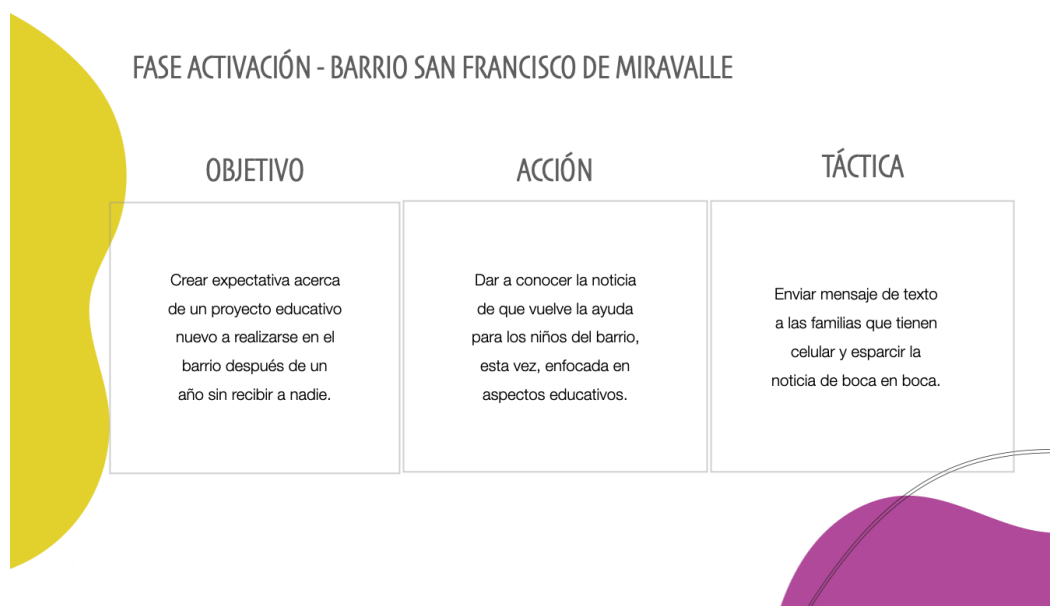 FASE ACTIVACIÓN - BARRIO SAN FRANCISCO DE MIRAVALLE
OBJETIVO
Crear expectativa acerca
de un proyecto educativo
nuevo a realizarse en el
barrio después de un
año sin recibir a nadie.
ACCIÓN
Dar a conocer la noticia
de que vuelve la ayuda
para los niños del barrio,
esta vez, enfocada en
aspectos educativos.
TÁCTICA
Enviar mensaje de texto
a las familias que tienen
celular y esparcir la
noticia de boca en boca.